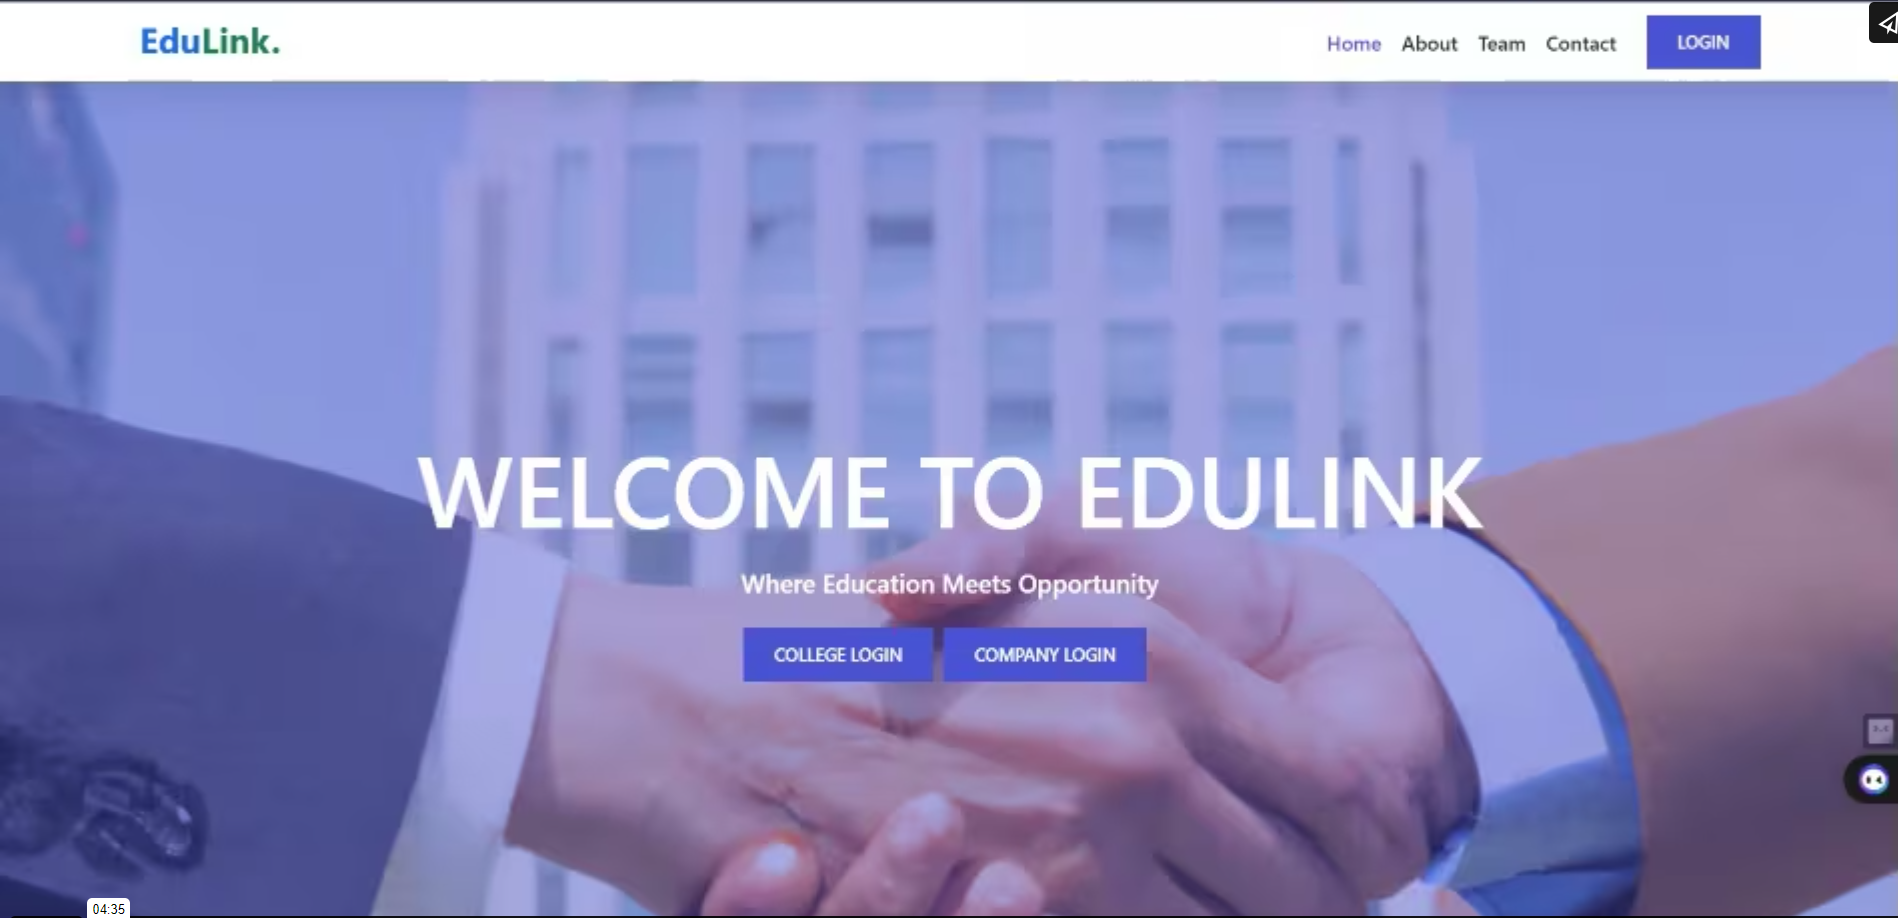 EduLink.
Home About Team Contact LOGIN
WELCOME TO EDULINK
Where Education Meets Opportunity
COLLEGE LOGIN COMPANY LOGIN
04:35